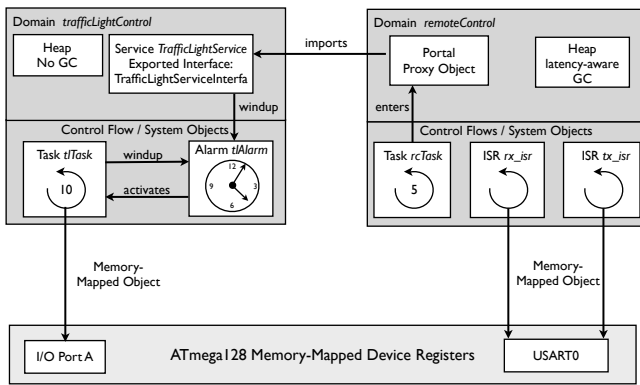 Domain trafficLightControl
Heap
No GC
Service TrafficLightService
Exported Interface:
TrafficLightServiceInterfa
windup
Control Flow / System Objects
Task tlTask
10
windup
activates
Alarm tlAlarm
12
9
3
6
imports
Domain remoteControl
Portal
Proxy Object
Heap
latency-aware
GC
enters
Control Flows / System Objects
Task rcTask
5
ISR rx_isr
ISR tx_isr
Memory-
Mapped Object
Memory-
Mapped Object
I/O Port A
ATmega128 Memory-Mapped Device Registers
USART0